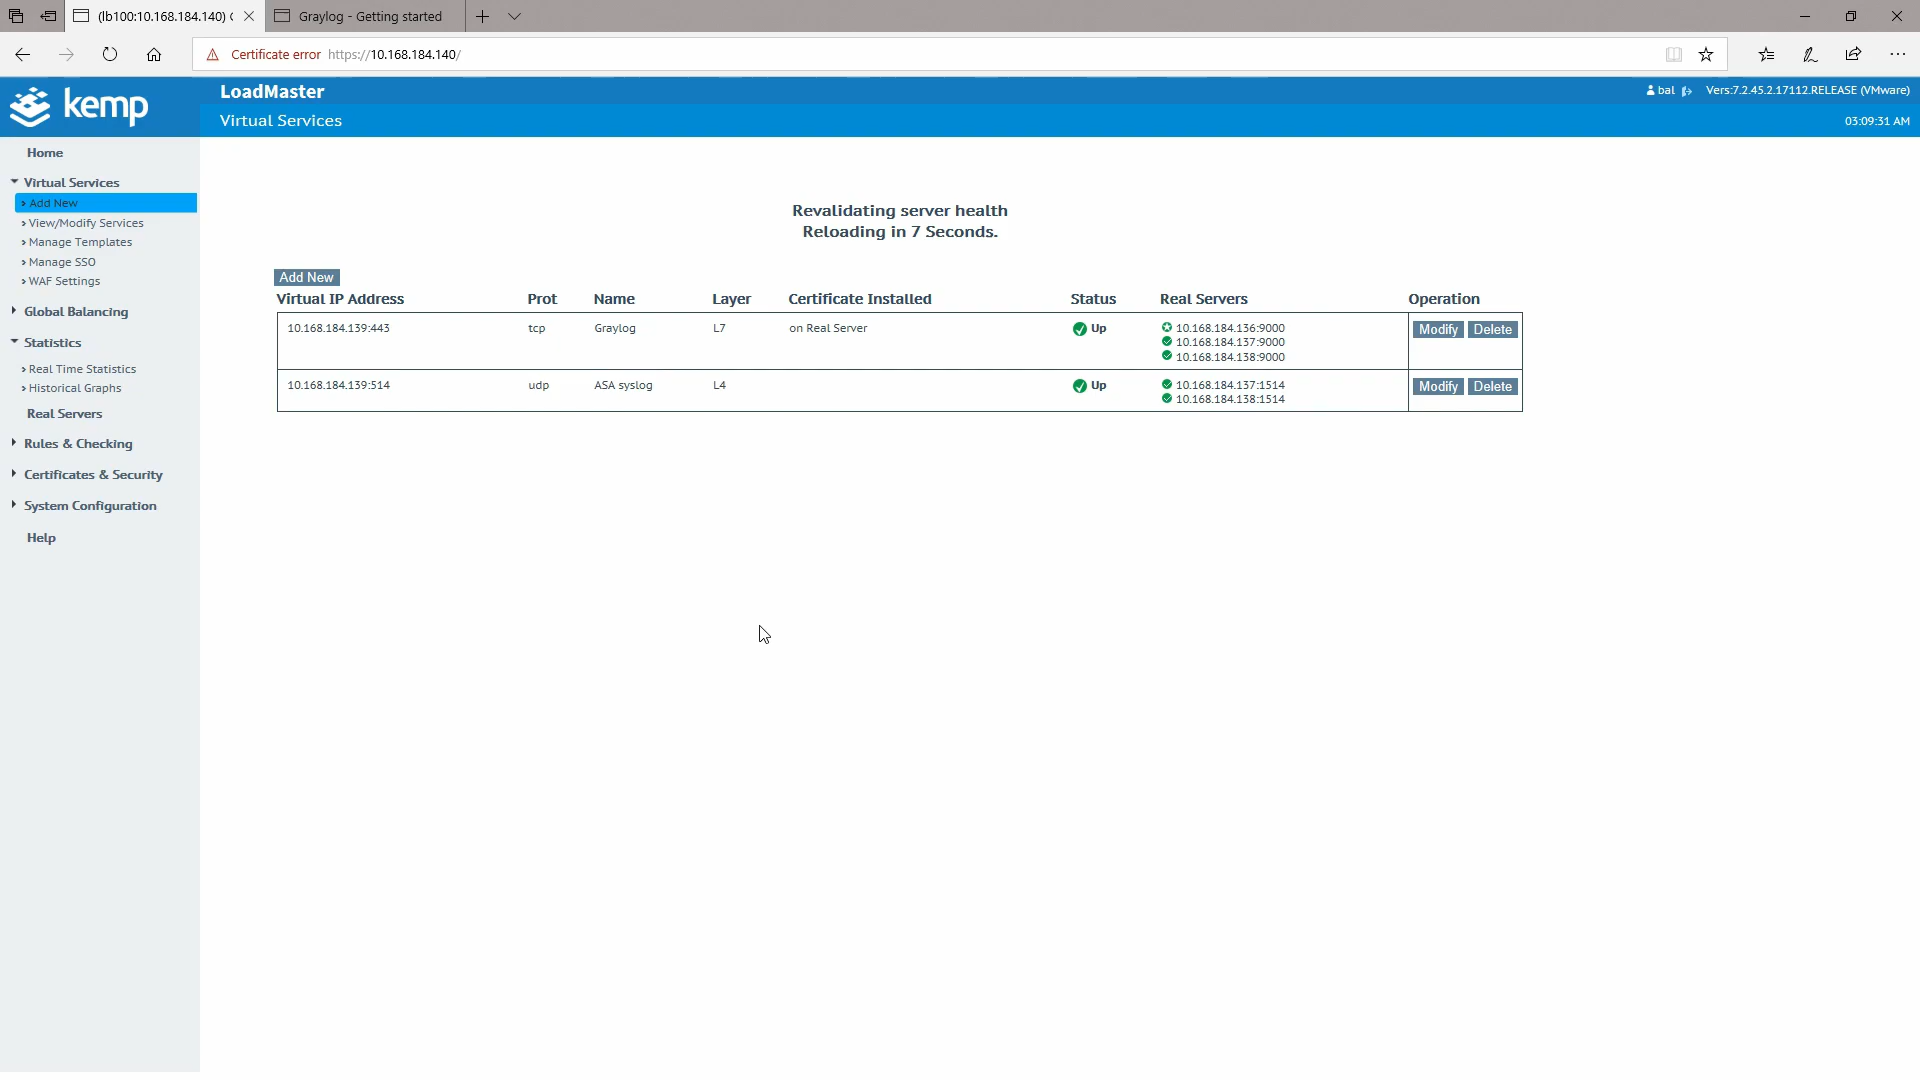 (lb100:10.168.184.140) (
Graylog - Getting started
Certificate error https://10.168.184.140/
kemp
LoadMaster
bal
Vers:7.2.45.2.17112.RELEASE (VMware)
Virtual Services
03:09:31 AM
Home
Virtual Services
Add New
View/Modify Services
Manage Templates
Manage SSO
WAF Settings
Global Balancing
Statistics
Real Time Statistics
Historical Graphs
Real Servers
Rules & Checking
Certificates & Security
System Configuration
Help
Revalidating server health
Reloading in 7 Seconds.
Add New
Virtual IP Address Prot Name Layer Certificate Installed Status Real Servers Operation
10.168.184.139:443 tcp Graylog L7 on Real Server Up 10.168.184.136:9000 Modify Delete
10.168.184.137:9000
10.168.184.138:9000
10.168.184.139:514 udp ASA syslog L4 Up 10.168.184.137:1514 Modify Delete
10.168.184.138:1514